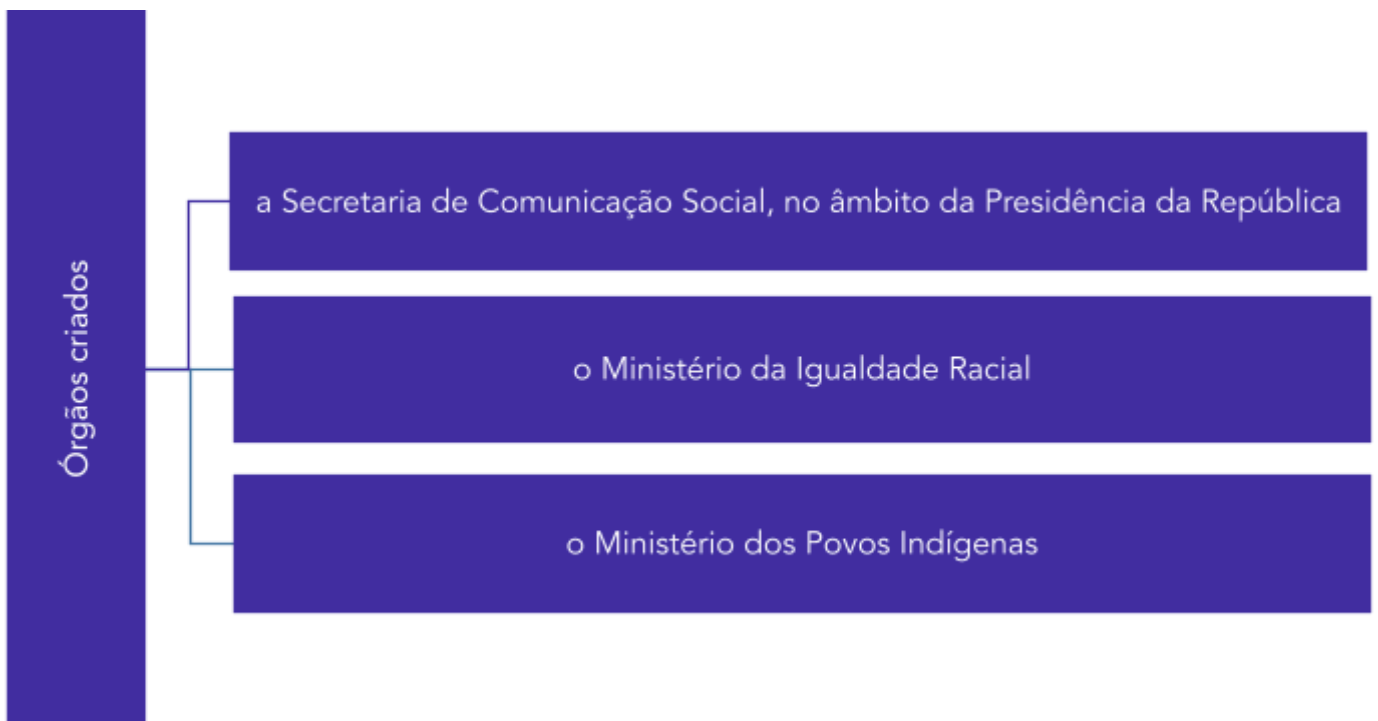 Órgãos criados
a Secretaria de Comunicação Social, no âmbito da Presidência da República
o Ministério da Igualdade Racial
o Ministério dos Povos Indígenas